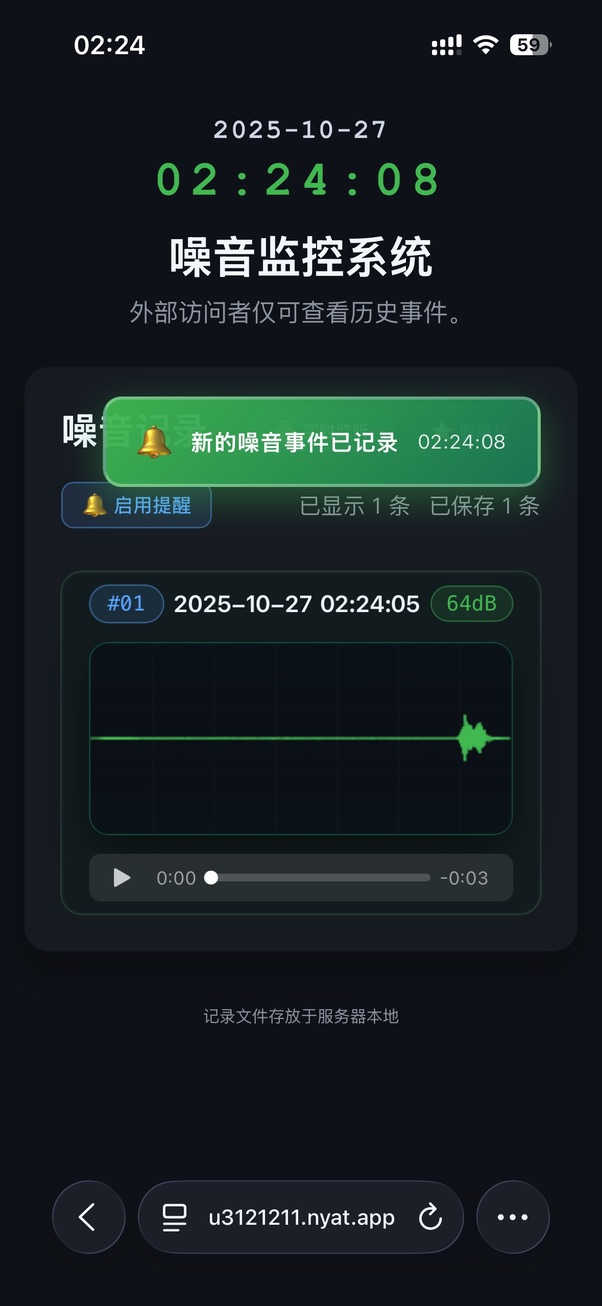 02:24
59
2025-10-27
02:24:08
噪音监控系统
外部访问者仅可查看历史事件。
噪音记录
🔔 新的噪音事件已记录 02:24:08
🔔 启用提醒 已显示 1 条 已保存 1 条
#01 2025-10-27 02:24:05 64dB
0:00 -0:03
记录文件存放于服务器本地
u3121211.nyat.app